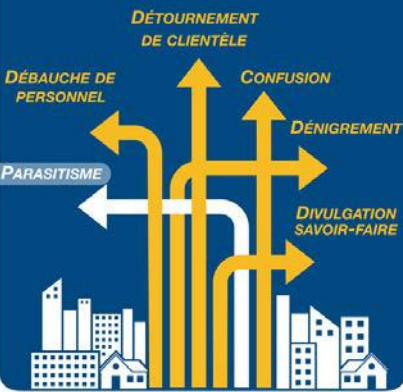 DÉTOURNEMENT
DE CLIENTÈLE
DÉBAUCHE DE
PERSONNEL
CONFUSION
DÉNIGREMENT
PARASITISME
DIVULGATION
SAVOIR-FAIRE